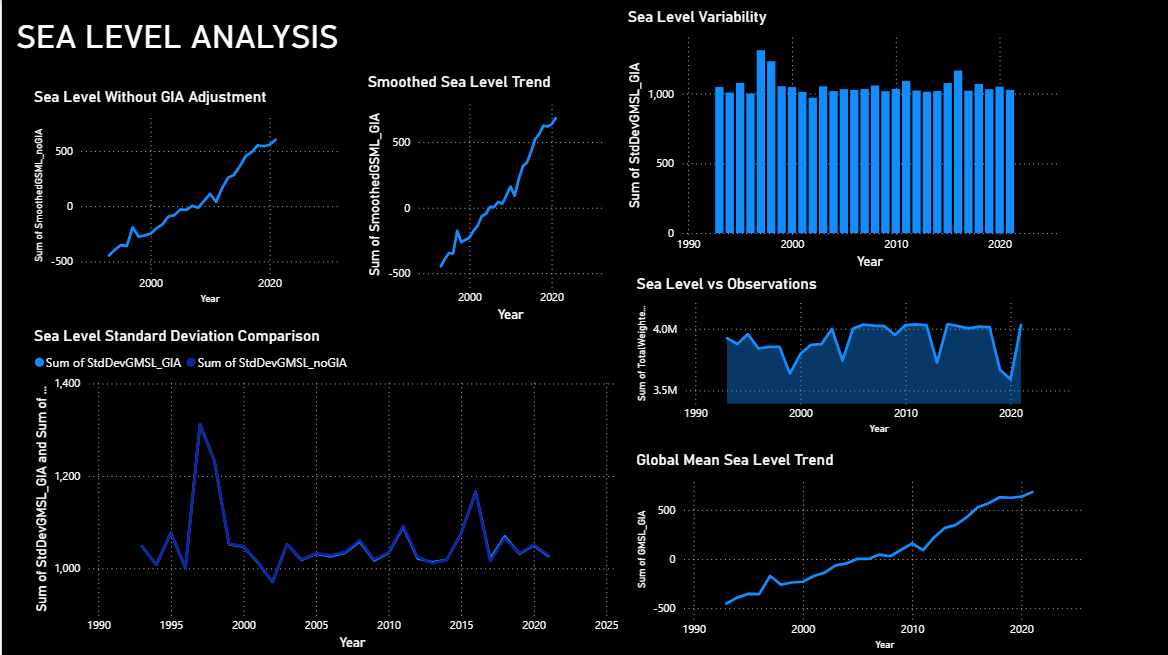 SEA LEVEL ANALYSIS
Sea Level Without GIA Adjustment
Sum of SmoothedGSML_noGIA
500
0
-500
2000
2020
Year
Smoothed Sea Level Trend
Sum of SmoothedGSML_GIA
500
0
-500
2000
2020
Year
Sea Level Variability
Sum of StdDevGMSL_GIA
1,000
500
0
1990
2000
2010
2020
Year
Sea Level vs Observations
Sum of TotalWeighte...
4.0M
3.5M
1990
2000
2010
2020
Year
Sea Level Standard Deviation Comparison
Sum of StdDevGMSL_GIA
Sum of StdDevGMSL_noGIA
Sum of StdDevGMSL_GIA and Sum of ...
1,400
1,200
1,000
1990
1995
2000
2005
2010
2015
2020
2025
Year
Global Mean Sea Level Trend
Sum of GMSL_GIA
500
0
-500
1990
2000
2010
2020
Year